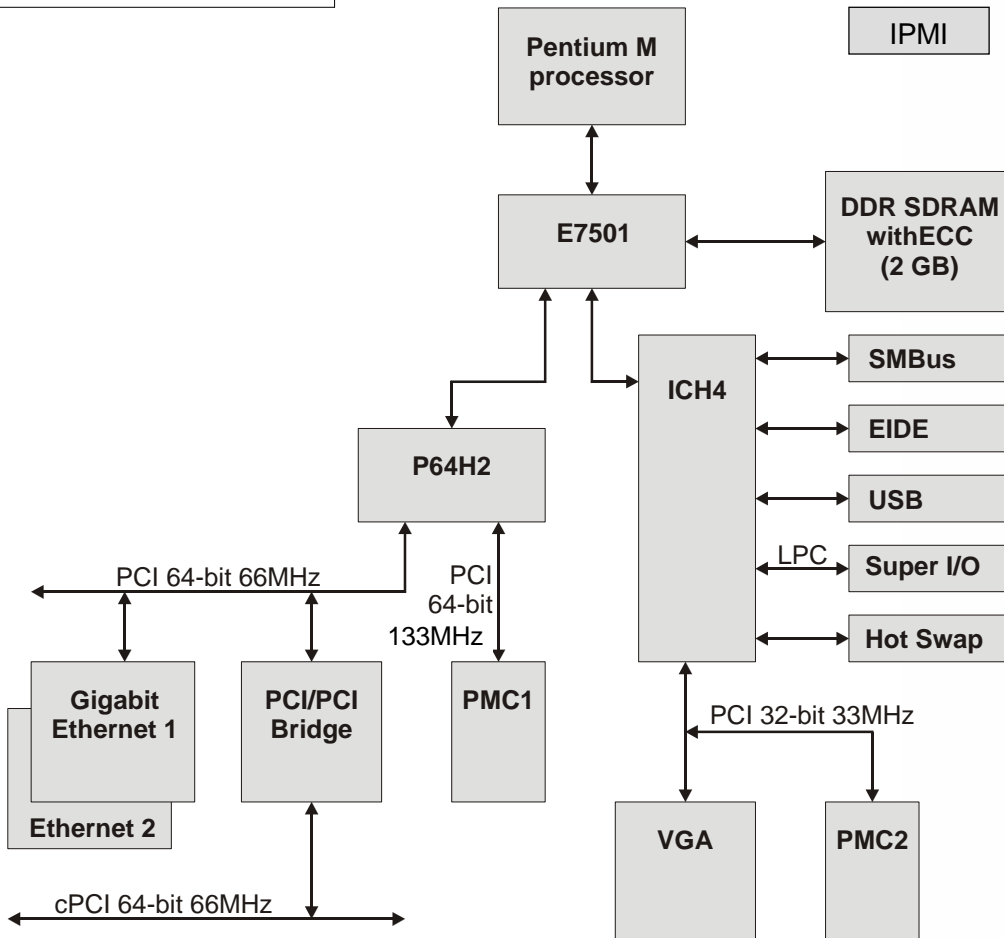 Pentium M
processor
IPMI
E7501
DDR SDRAM
withECC
(2 GB)
ICH4
SMBus
EIDE
USB
LPC
Super I/O
Hot Swap
P64H2
PCI 64-bit 66MHz
PCI
64-bit
133MHz
Gigabit
Ethernet 1
Ethernet 2
PCI/PCI
Bridge
PMC1
PCI 32-bit 33MHz
VGA
PMC2
cPCI 64-bit 66MHz